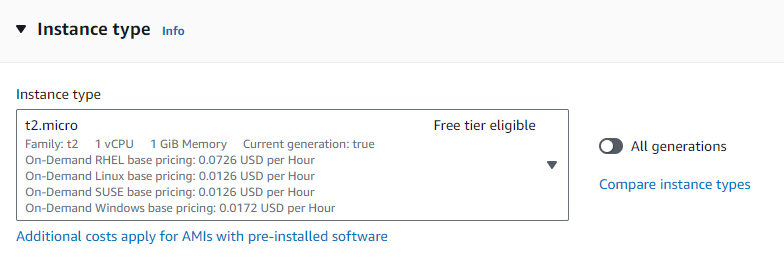 Instance type Info
Instance type
t2.micro Free tier eligible
Family: t2 1 vCPU 1 GiB Memory Current generation: true
On-Demand RHEL base pricing: 0.0726 USD per Hour
On-Demand Linux base pricing: 0.0126 USD per Hour
On-Demand SUSE base pricing: 0.0126 USD per Hour
On-Demand Windows base pricing: 0.0172 USD per Hour
All generations
Compare instance types
Additional costs apply for AMIs with pre-installed software